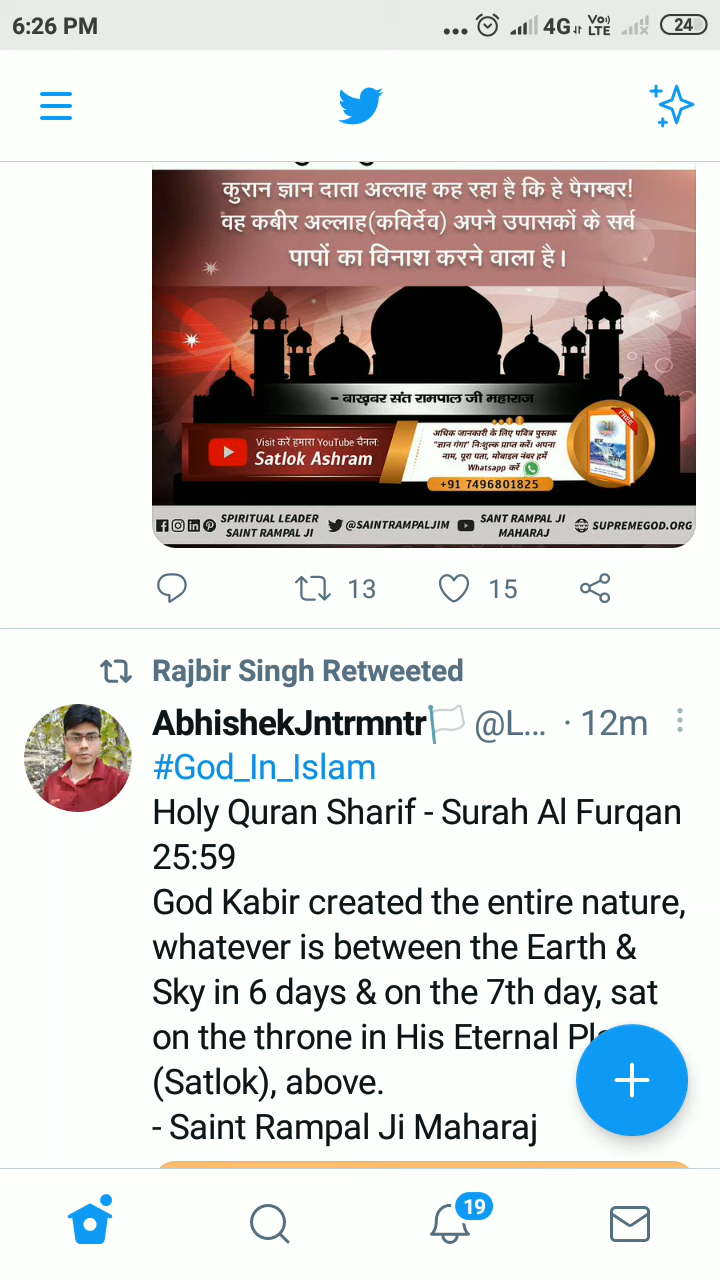 6:26 PM
4G
Vo))
LTE
24
कुरान ज्ञान दाता अल्लाह कह रहा है कि हे पैगम्बर!
वह कबीर अल्लाह(कविर्देव) अपने उपासकों के सर्व
पापों का विनाश करने वाला है।
- बाख़बर संत रामपाल जी महाराज
Visit करें हमारा YouTube चैनल:
Satlok Ashram
अधिक जानकारी के लिए पवित्र पुस्तक
"ज्ञान गंगा" निःशुल्क प्राप्त करें। अपना
नाम, पूरा पता, मोबाइल नंबर हमें
Whatsapp करें
+91 7496801825
FREE
SPIRITUAL LEADER
SAINT RAMPAL JI
@SAINTRAMPALJIM
SANT RAMPAL JI
MAHARAJ
SUPREMEGOD.ORG
13
15
Rajbir Singh Retweeted
AbhishekJntrmntr @L... · 12m
#God_In_Islam
Holy Quran Sharif - Surah Al Furqan
25:59
God Kabir created the entire nature,
whatever is between the Earth &
Sky in 6 days & on the 7th day, sat
on the throne in His Eternal
(Satlok), above.
- Saint Rampal Ji Maharaj
19